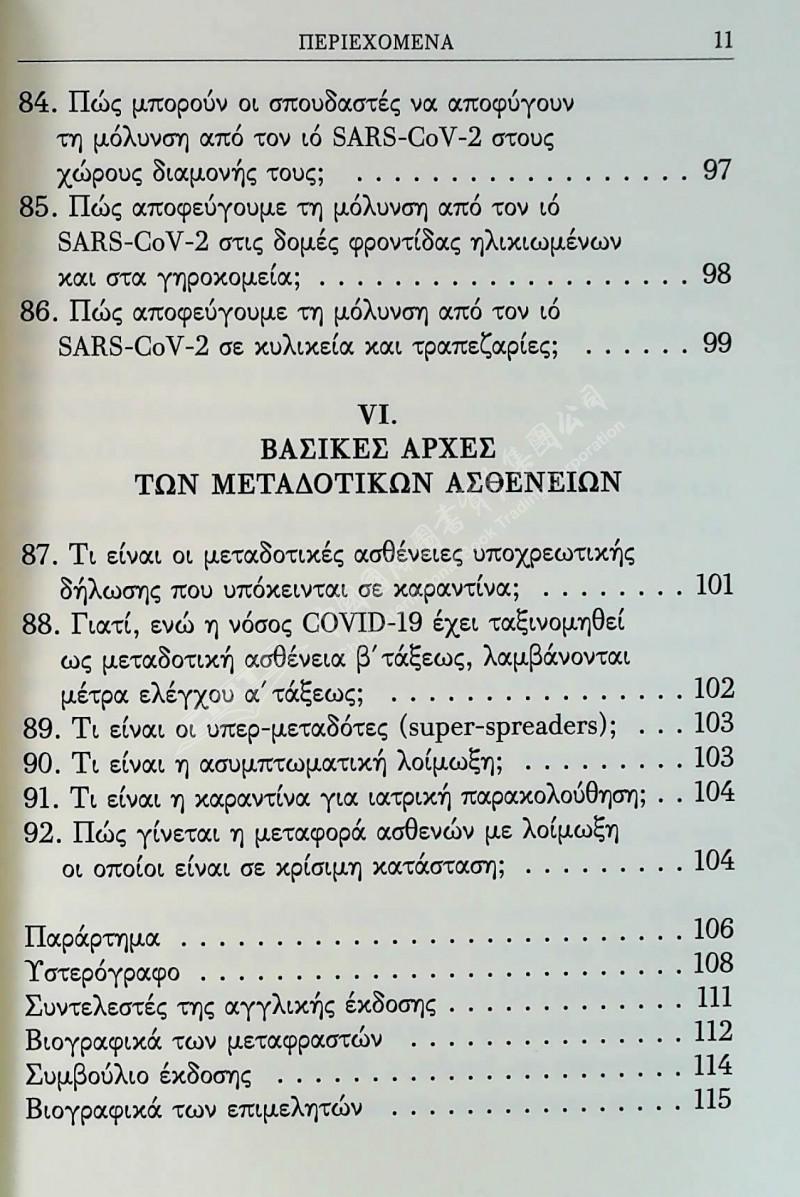 ΠΕΡΙΕΧΟΜΕΝΑ 11
84. Πώς μπορούν οι σπουδαστές να αποφύγουν
τη μόλυνση από τον ιό SARS-CoV-2 στους
χώρους διαμονής τους; . . . . . . . . . . . . . . . . . . 97
85. Πώς αποφεύγουμε τη μόλυνση από τον ιό
SARS-CoV-2 στις δομές φροντίδας ηλικιωμένων
και στα γηροκομεία; . . . . . . . . . . . . . . . . . . . . 98
86. Πώς αποφεύγουμε τη μόλυνση από τον ιό
SARS-CoV-2 σε κυλικεία και τραπεζαρίες; . . . . . . 99
VI.
ΒΑΣΙΚΕΣ ΑΡΧΕΣ
ΤΩΝ ΜΕΤΑΔΟΤΙΚΩΝ ΑΣΘΕΝΕΙΩΝ
87. Τι είναι οι μεταδοτικές ασθένειες υποχρεωτικής
δήλωσης που υπόκεινται σε καραντίνα; . . . . . . . . 101
88. Γιατί, ενώ η νόσος COVID-19 έχει ταξινομηθεί
ως μεταδοτική ασθένεια β΄ τάξεως, λαμβάνονται
μέτρα ελέγχου α΄ τάξεως; . . . . . . . . . . . . . . . . 102
89. Τι είναι οι υπερ-μεταδότες (super-spreaders); . . . 103
90. Τι είναι η ασυμπτωματική λοίμωξη; . . . . . . . . . 103
91. Τι είναι η καραντίνα για ιατρική παρακολούθηση; . . 104
92. Πώς γίνεται η μεταφορά ασθενών με λοίμωξη
οι οποίοι είναι σε κρίσιμη κατάσταση; . . . . . . . . . 104
Παράρτημα . . . . . . . . . . . . . . . . . . . . . . . . . . . 106
Υστερόγραφο . . . . . . . . . . . . . . . . . . . . . . . . . . 108
Συντελεστές της αγγλικής έκδοσης . . . . . . . . . . . . . 111
Βιογραφικά των μεταφραστών . . . . . . . . . . . . . . . 112
Συμβούλιο έκδοσης . . . . . . . . . . . . . . . . . . . . . . 114
Βιογραφικά των επιμελητών . . . . . . . . . . . . . . . . 115